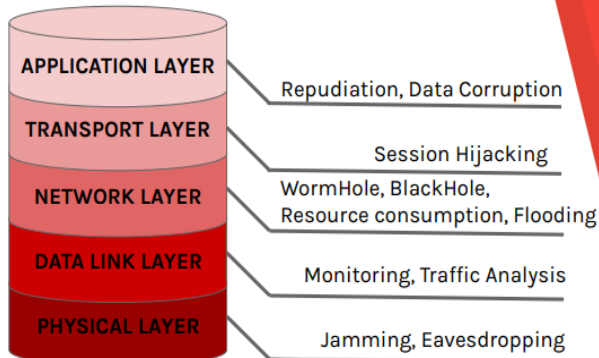 APPLICATION LAYER
Repudiation, Data Corruption
TRANSPORT LAYER
Session Hijacking
NETWORK LAYER
WormHole, BlackHole,
Resource consumption, Flooding
DATA LINK LAYER
Monitoring, Traffic Analysis
PHYSICAL LAYER
Jamming, Eavesdropping